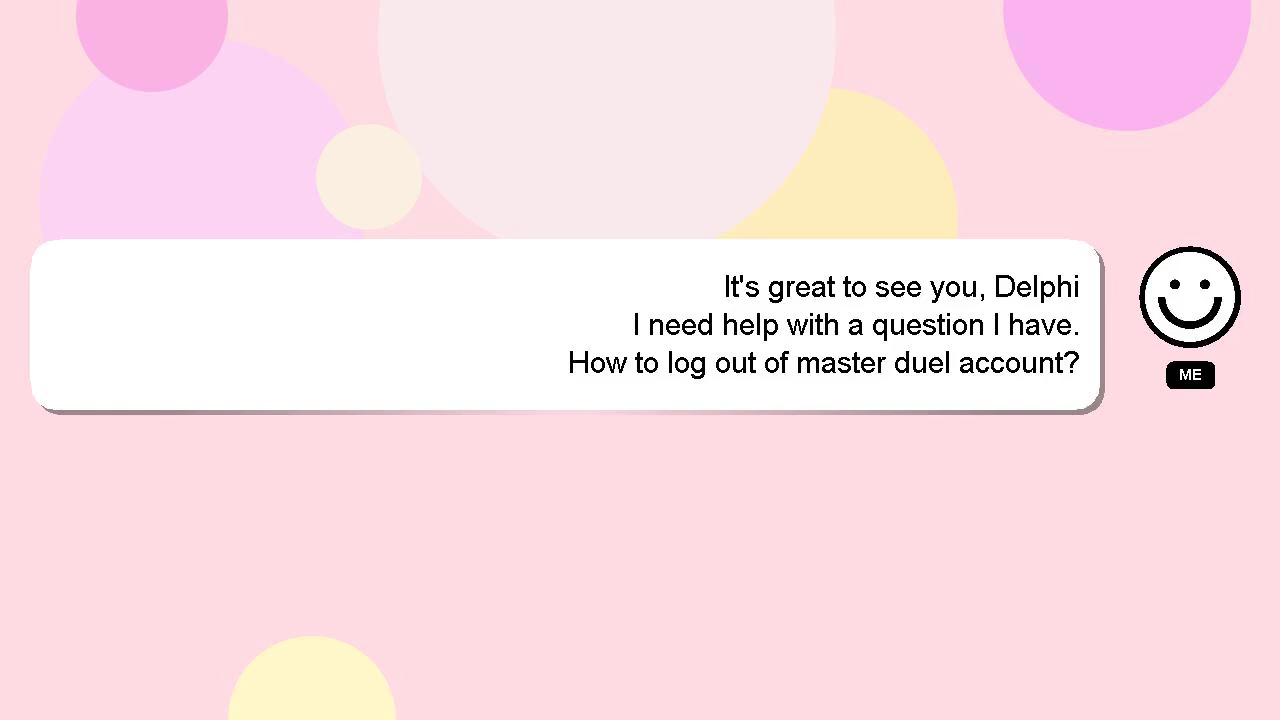 It's great to see you, Delphi
I need help with a question I have.
How to log out of master duel account?
ME